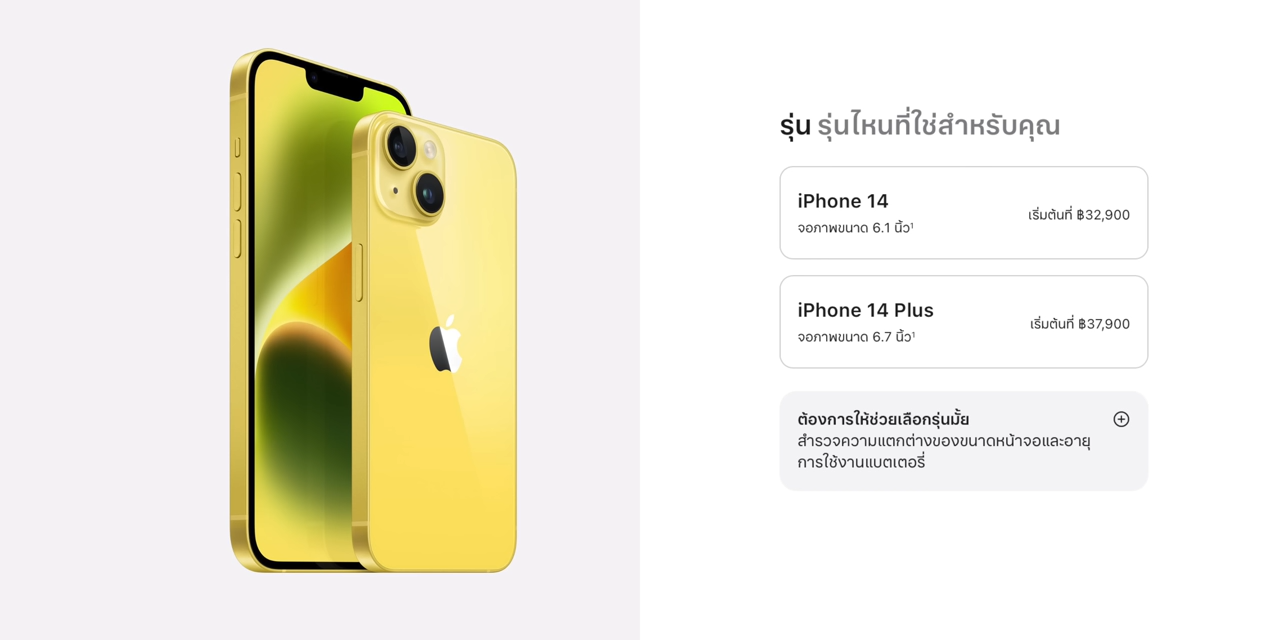 รุ่น รุ่นไหนที่ใช่สำหรับคุณ
iPhone 14
จอภาพขนาด 6.1 นิ้ว¹
เริ่มต้นที่ ฿32,900
iPhone 14 Plus
จอภาพขนาด 6.7 นิ้ว¹
เริ่มต้นที่ ฿37,900
ต้องการให้ช่วยเลือกรุ่นมั้ย
สำรวจความแตกต่างของขนาดหน้าจอและอายุ
การใช้งานแบตเตอรี่